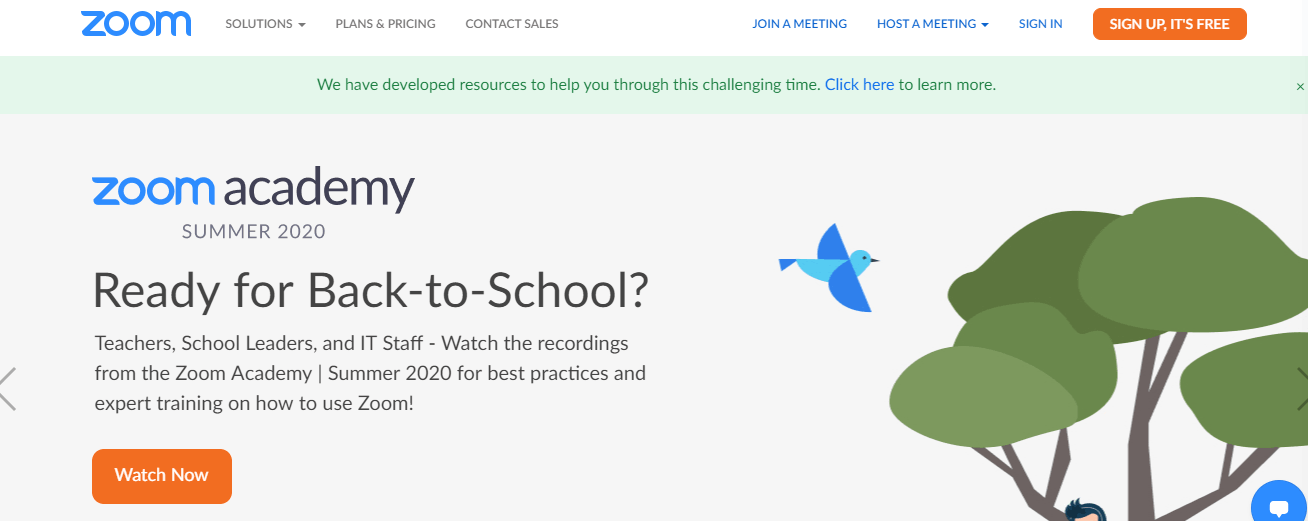 zoom SOLUTIONS PLANS & PRICING CONTACT SALES JOIN A MEETING HOST A MEETING SIGN IN SIGN UP, IT'S FREE
We have developed resources to help you through this challenging time. Click here to learn more. ×
zoom academy
SUMMER 2020
Ready for Back-to-School?
Teachers, School Leaders, and IT Staff - Watch the recordings
from the Zoom Academy | Summer 2020 for best practices and
expert training on how to use Zoom!
Watch Now